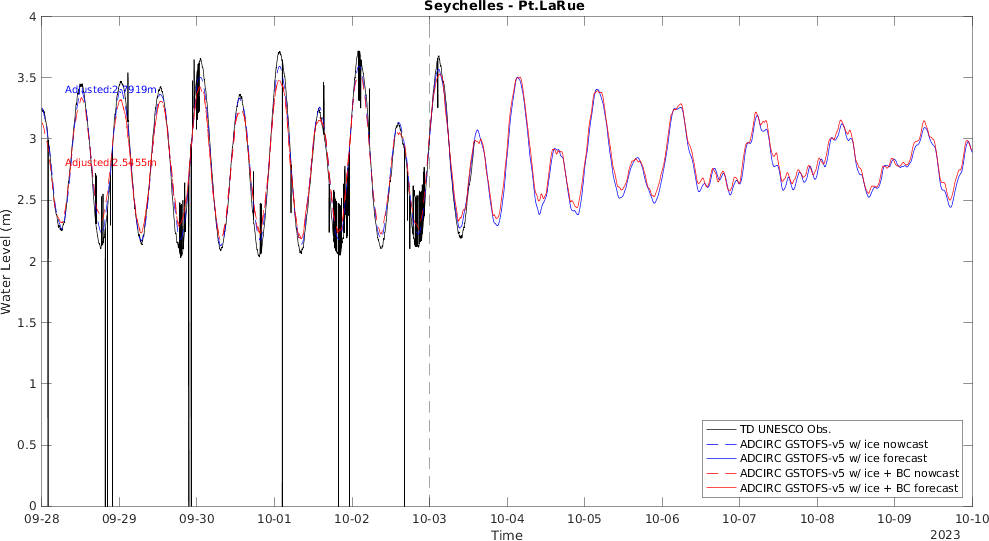 Seychelles - Pt.LaRue
4
3.5
3
2.5
2
1.5
1
0.5
0
Water Level (m)
Adjusted:2.7919m
Adjusted:2.5455m
TD UNESCO Obs.
ADCIRC GSTOFS-v5 w/ ice nowcast
ADCIRC GSTOFS-v5 w/ ice forecast
ADCIRC GSTOFS-v5 w/ ice + BC nowcast
ADCIRC GSTOFS-v5 w/ ice + BC forecast
09-28 09-29 09-30 10-01 10-02 10-03 10-04 10-05 10-06 10-07 10-08 10-09 10-10
Time
2023